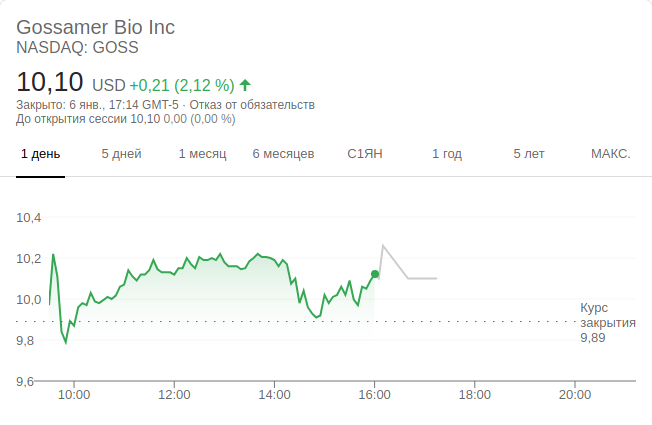 Gossamer Bio Inc
NASDAQ: GOSS
10,10 USD +0,21 (2,12 %)
Закрыто: 6 янв., 17:14 GMT-5 · Отказ от обязательств
До открытия сессии 10,10 0,00 (0,00 %)
1 день 5 дней 1 месяц 6 месяцев С1ЯН 1 год 5 лет МАКС.
10,4
10,2
10,0
Курс
закрытия
9,89
9,8
9,6
10:00 12:00 14:00 16:00 18:00 20:00